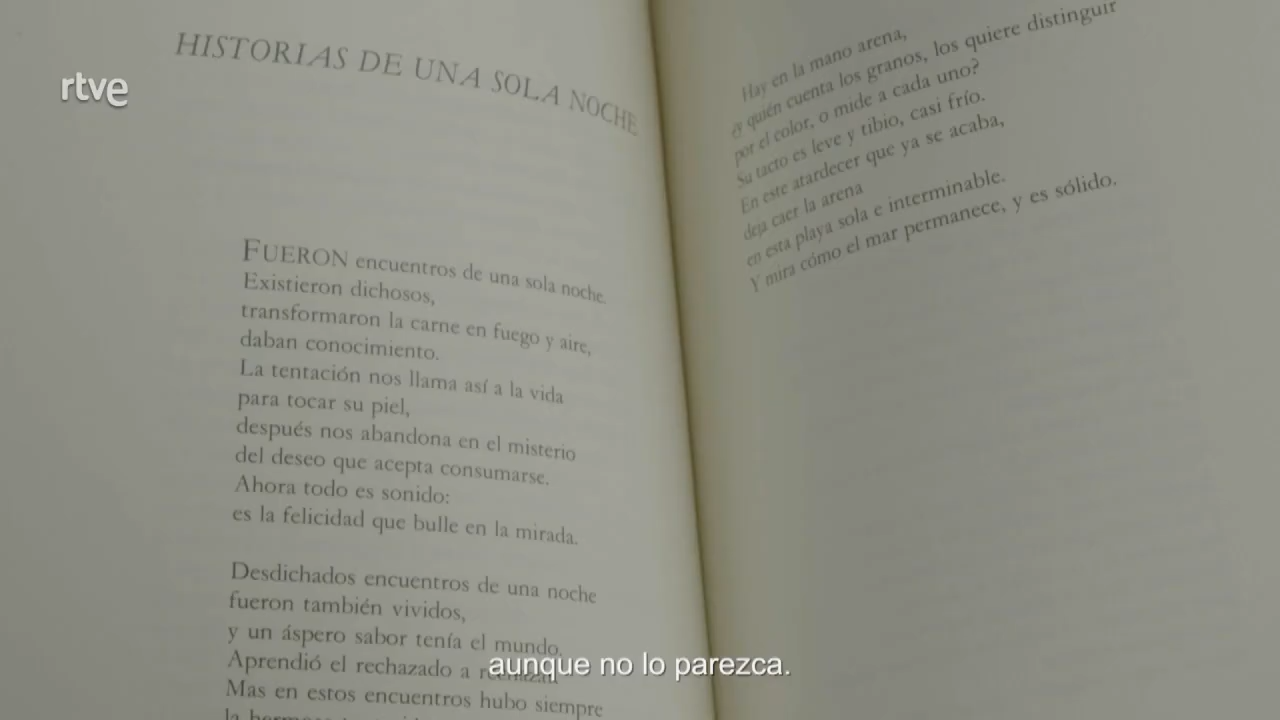 rtve
HISTORIAS DE UNA SOLA NOCHE
FUERON encuentros de una sola noche.
Existieron dichosos,
transformaron la carne en fuego y aire,
daban conocimiento.
La tentación nos llama así a la vida
para tocar su piel,
después nos abandona en el misterio
del deseo que acepta consumarse.
Ahora todo es sonido:
es la felicidad que bulle en la mirada.
Desdichados encuentros de una noche
fueron también vividos,
y un áspero sabor tenía el mundo.
Aprendió el rechazado a
Mas en estos encuentros hubo siempre
la
Hay en la mano arena,
¿y quién cuenta los granos, los quiere distinguir
por el color, o mide a cada uno?
Su tacto es leve y tibio, casi frío.
En este atardecer que ya se acaba,
deja caer la arena
en esta playa sola e interminable.
Y mira cómo el mar permanece, y es sólido.
aunque no lo parezca.